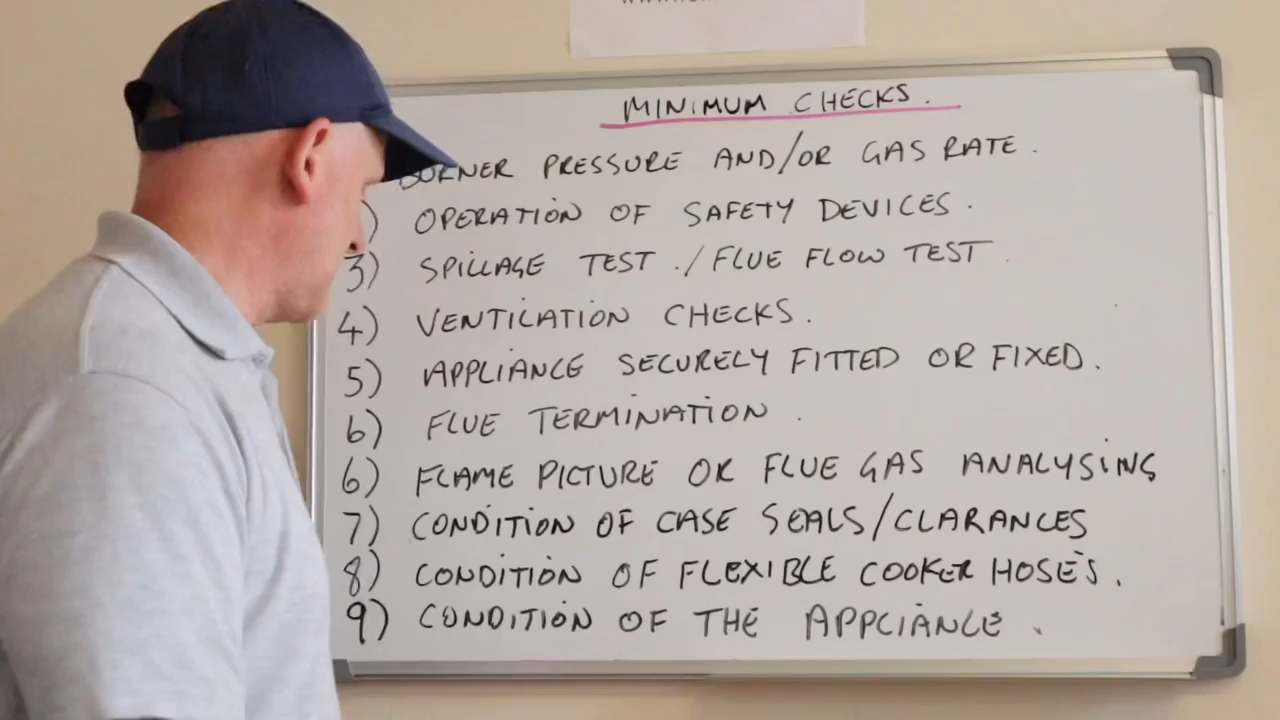 MINIMUM CHECKS.
BURNER PRESSURE AND/OR GAS RATE.
) OPERATION OF SAFETY DEVICES.
3) SPILLAGE TEST ./FLUE FLOW TEST
4) VENTILATION CHECKS.
5) APPLIANCE SECURELY FITTED OR FIXED.
6) FLUE TERMINATION.
6) FLAME PICTURE OR FLUE GAS ANALYSING
7) CONDITION OF CASE SEALS/CLARANCES
8) CONDITION OF FLEXIBLE COOKER HOSES.
9) CONDITION OF THE APPLIANCE.